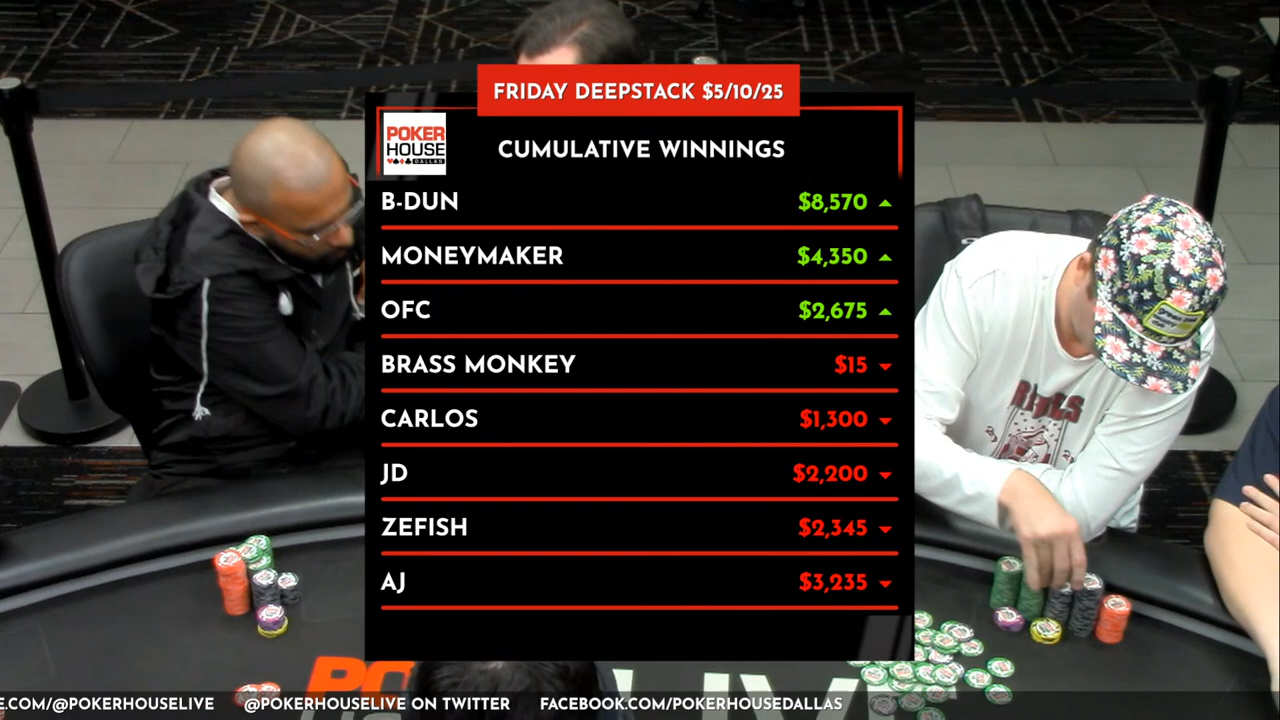 FRIDAY DEEPSTACK $5/10/25
POKER
HOUSE
DALLAS
CUMULATIVE WINNINGS
B-DUN $8,570
MONEYMAKER $4,350
OFC $2,675
BRASS MONKEY $15
CARLOS $1,300
JD $2,200
ZEFISH $2,345
AJ $3,235
E.COM/@POKERHOUSELIVE @POKERHOUSELIVE ON TWITTER FACEBOOK.COM/POKERHOUSEDALLAS